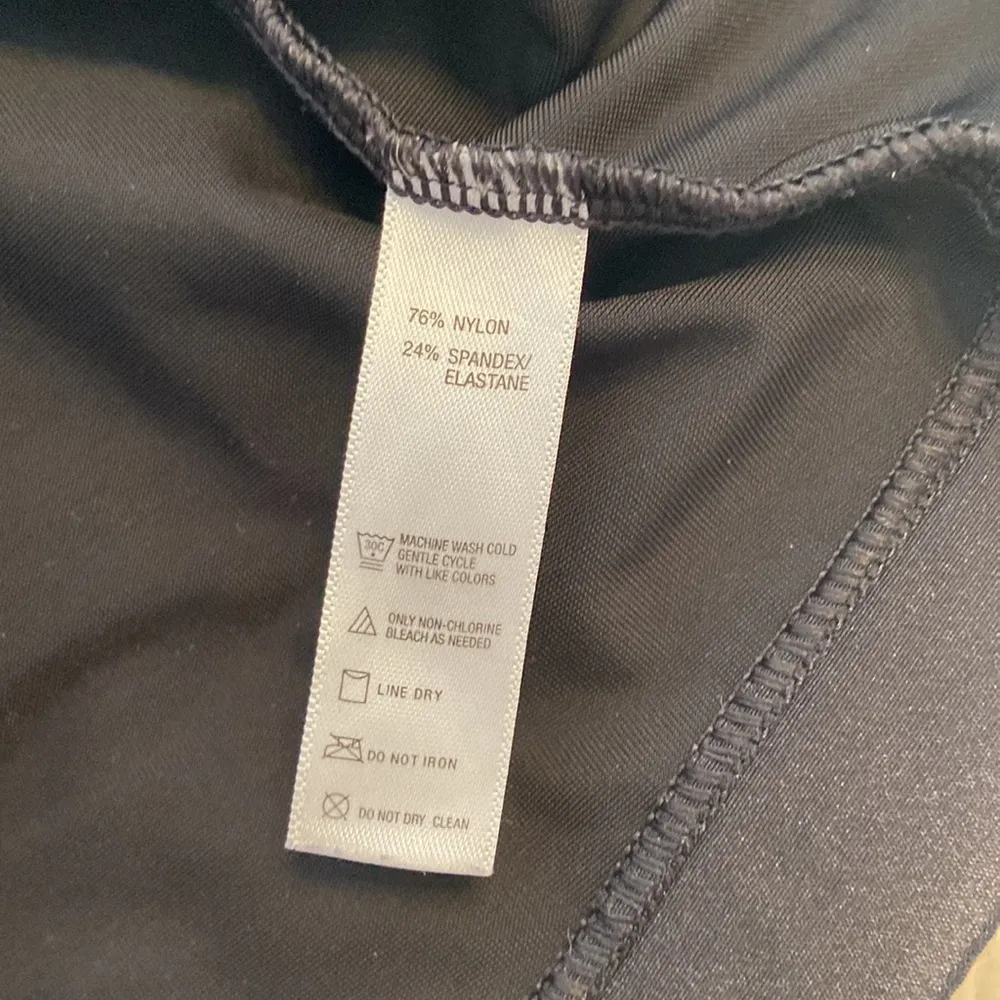 76% NYLON
24% SPANDEX/
ELASTANE
30C
MACHINE WASH COLD
GENTLE CYCLE
WITH LIKE COLORS
ONLY NON-CHLORINE
BLEACH AS NEEDED
LINE DRY
DO NOT IRON
DO NOT DRY CLEAN